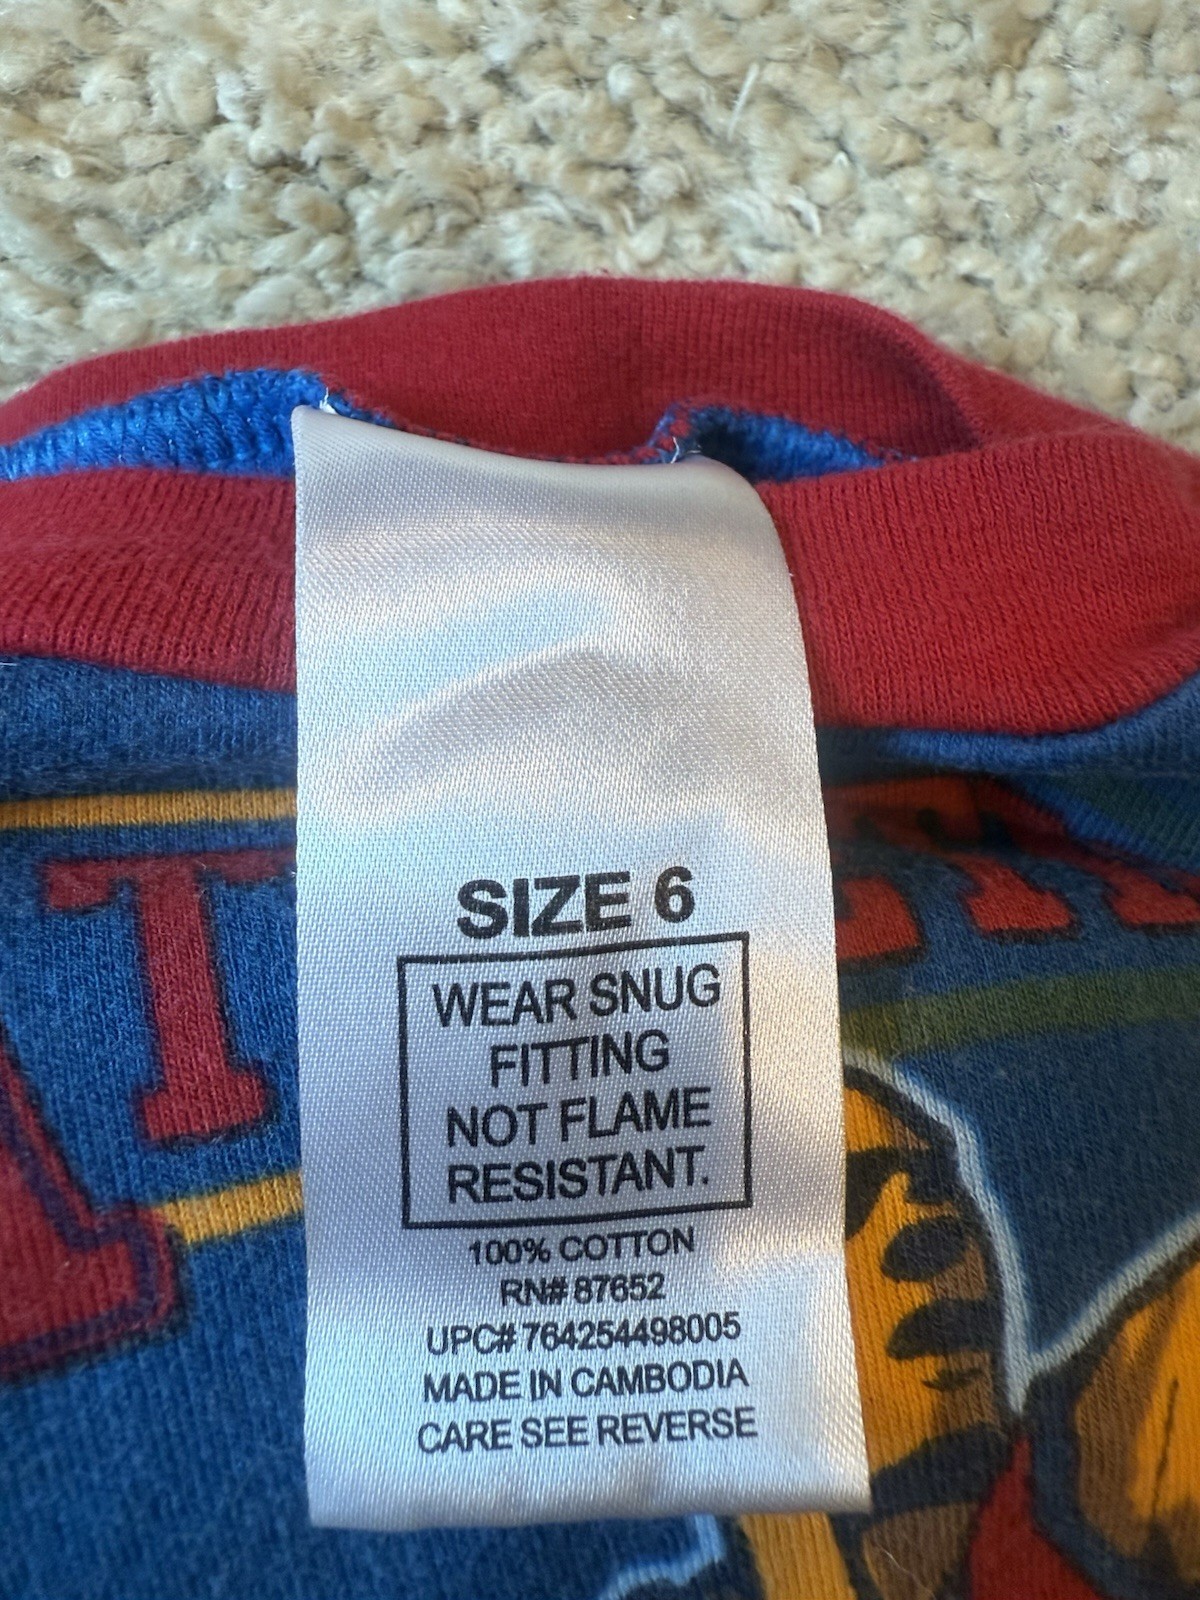 SIZE 6
WEAR SNUG
FITTING
NOT FLAME
RESISTANT.
100% COTTON
RN# 87652
UPC# 764254498005
MADE IN CAMBODIA
CARE SEE REVERSE